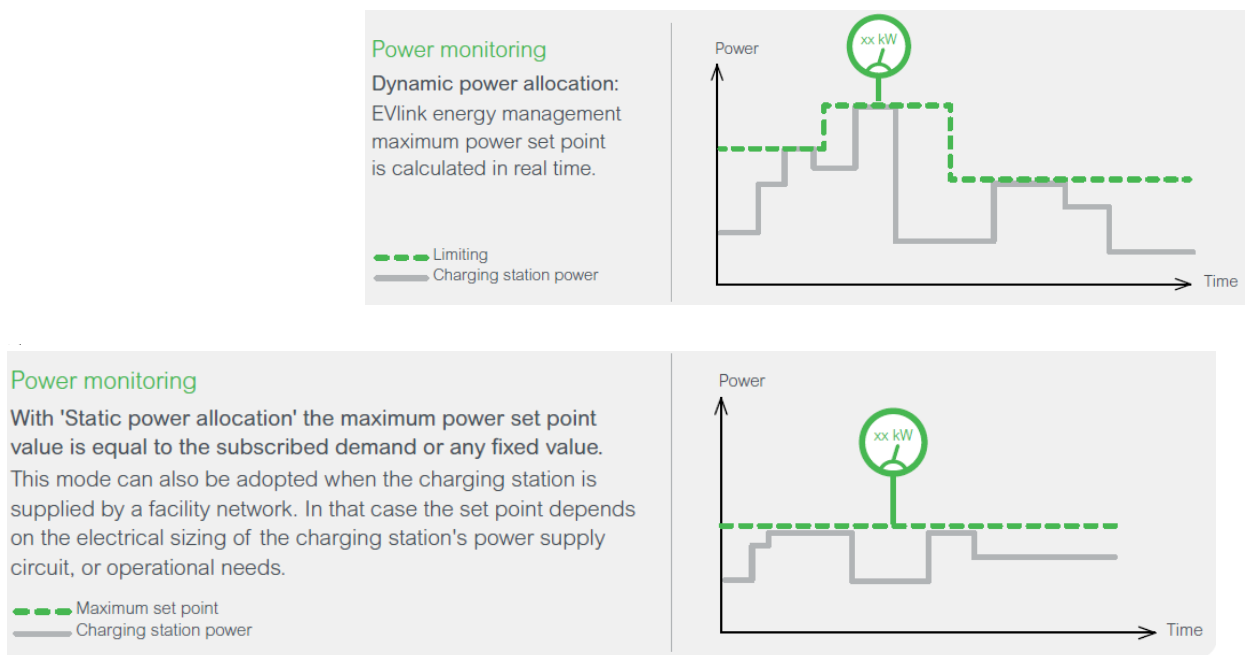 Power monitoring
Dynamic power allocation:
EVlink energy management
maximum power set point
is calculated in real time.
Limiting
Charging station power
Power
xx kW
Time
Power monitoring
With 'Static power allocation' the maximum power set point
value is equal to the subscribed demand or any fixed value.
This mode can also be adopted when the charging station is
supplied by a facility network. In that case the set point depends
on the electrical sizing of the charging station's power supply
circuit, or operational needs.
Maximum set point
Charging station power
Power
xx kW
Time